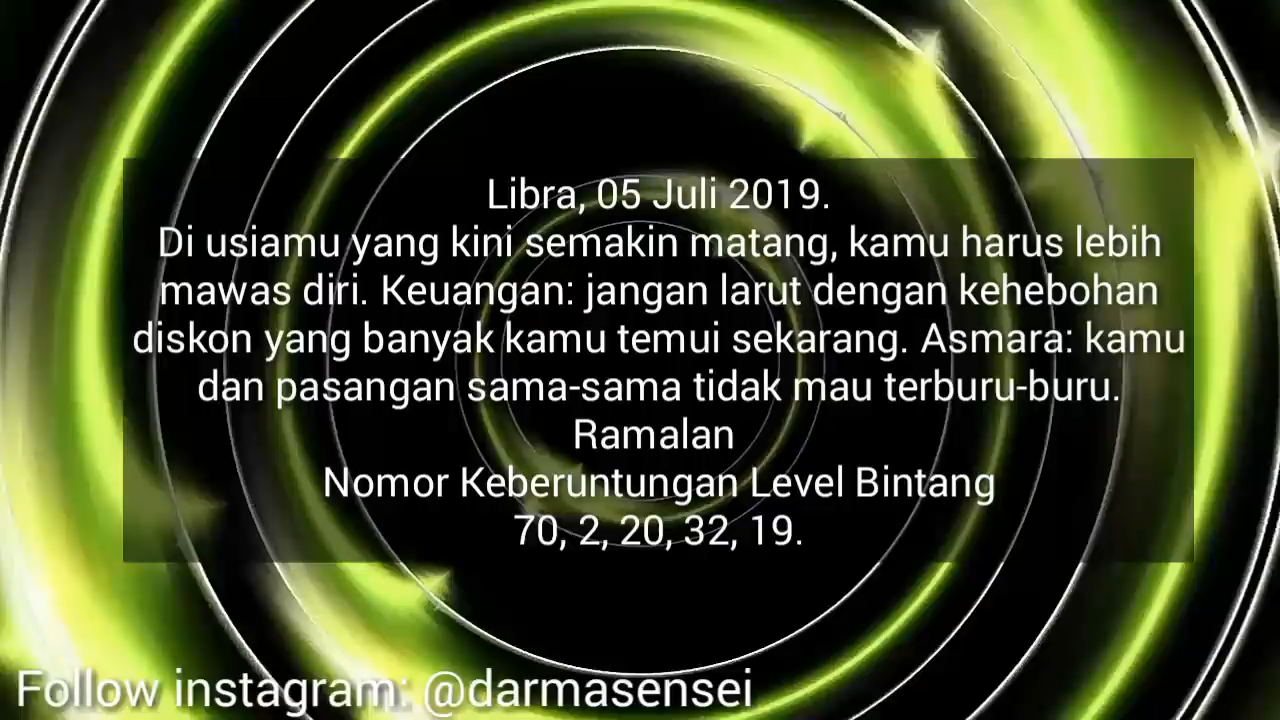 Libra, 05 Juli 2019.
Di usiamu yang kini semakin matang, kamu harus lebih
mawas diri. Keuangan: jangan larut dengan kehebohan
diskon yang banyak kamu temui sekarang. Asmara: kamu
dan pasangan sama-sama tidak mau terburu-buru.
Ramalan
Nomor Keberuntungan Level Bintang
70, 2, 20, 32, 19.
Follow instagram: @darmasensei